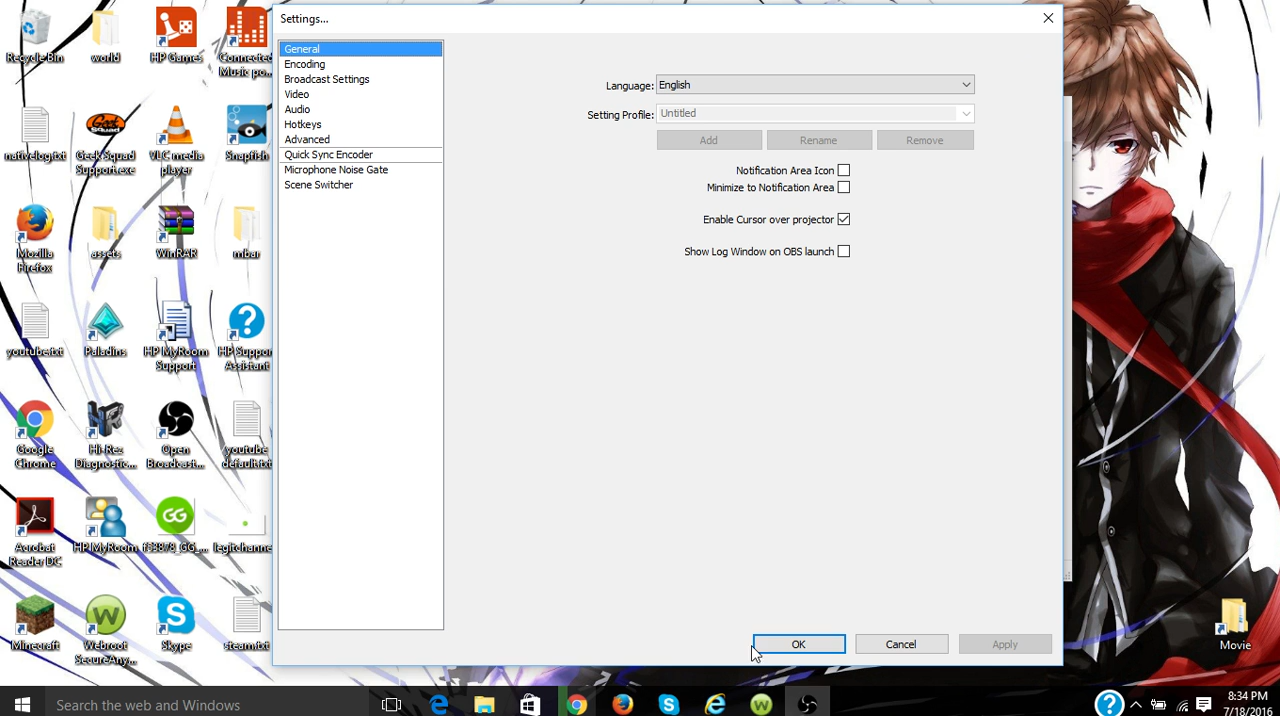 Settings...
General
Encoding
Broadcast Settings
Video
Audio
Hotkeys
Advanced
Quick Sync Encoder
Microphone Noise Gate
Scene Switcher
Language: English
Setting Profile: Untitled
Add Rename Remove
Notification Area Icon
Minimize to Notification Area
Enable Cursor over projector
Show Log Window on OBS launch
OK Cancel Apply
Recycle Bin
world
HP Games
Connected
Music po...
nativelog.txt
Geek Squad
Support.exe
VLC media
player
Snapfish
Mozilla
Firefox
assets
WinRAR
mbar
youtube.txt
Paladins
HP MyRoom
Support
HP Support
Assistant
Google
Chrome
Hi-Rez
Diagnostic...
Open
Broadcast...
youtube
default.txt
Acrobat
Reader DC
HP MyRoom
GG
f33878_GG_...
legitchanne
Minecraft
Webroot
SecureAny...
Skype
steam.txt
Movie
Search the web and Windows
8:34 PM
7/18/2016